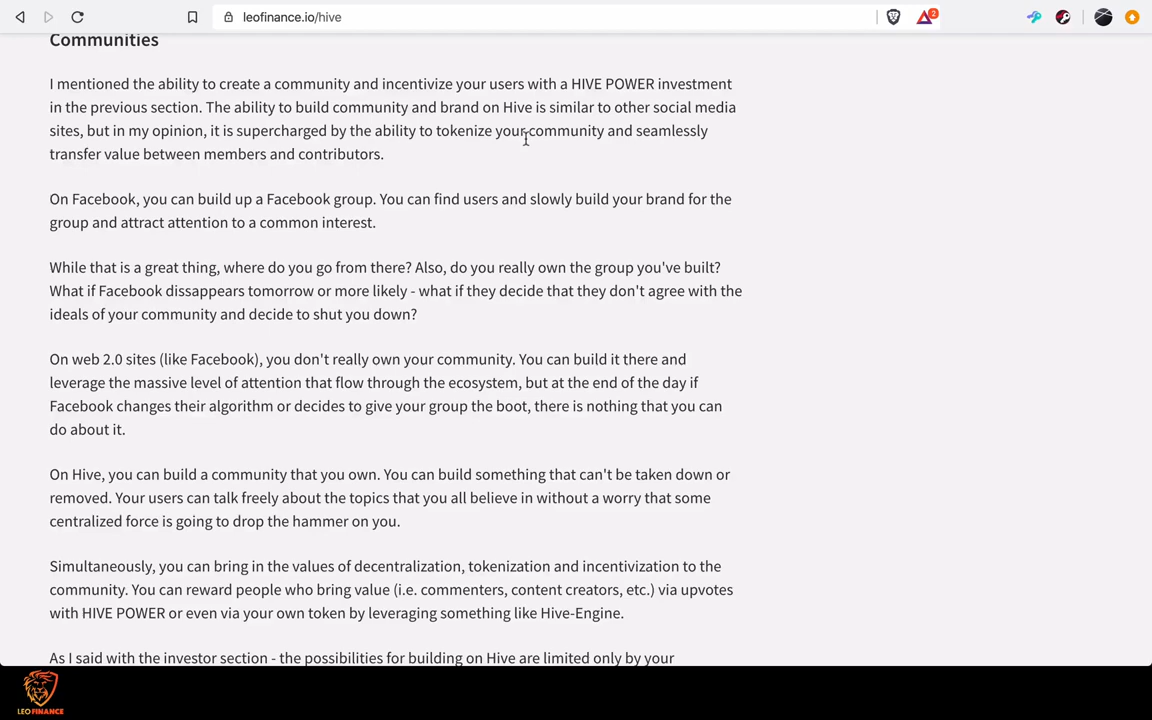 leofinance.io/hive
2
Communities
I mentioned the ability to create a community and incentivize your users with a HIVE POWER investment
in the previous section. The ability to build community and brand on Hive is similar to other social media
sites, but in my opinion, it is supercharged by the ability to tokenize your community and seamlessly
transfer value between members and contributors.
On Facebook, you can build up a Facebook group. You can find users and slowly build your brand for the
group and attract attention to a common interest.
While that is a great thing, where do you go from there? Also, do you really own the group you've built?
What if Facebook dissappears tomorrow or more likely - what if they decide that they don't agree with the
ideals of your community and decide to shut you down?
On web 2.0 sites (like Facebook), you don't really own your community. You can build it there and
leverage the massive level of attention that flow through the ecosystem, but at the end of the day if
Facebook changes their algorithm or decides to give your group the boot, there is nothing that you can
do about it.
On Hive, you can build a community that you own. You can build something that can't be taken down or
removed. Your users can talk freely about the topics that you all believe in without a worry that some
centralized force is going to drop the hammer on you.
Simultaneously, you can bring in the values of decentralization, tokenization and incentivization to the
community. You can reward people who bring value (i.e. commenters, content creators, etc.) via upvotes
with HIVE POWER or even via your own token by leveraging something like Hive-Engine.
As I said with the investor section - the possibilities for building on Hive are limited only by your
LEOFINANCE